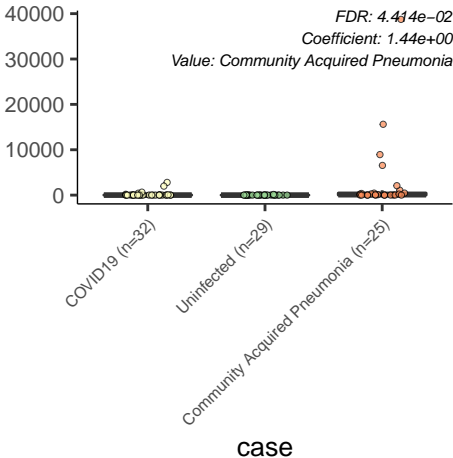 FDR: 4.414e−02
Coefficient: 1.44e+00
Value: Community Acquired Pneumonia
40000
30000
20000
10000
0
COVID19 (n=32)
Uninfected (n=29)
Community Acquired Pneumonia (n=25)
case